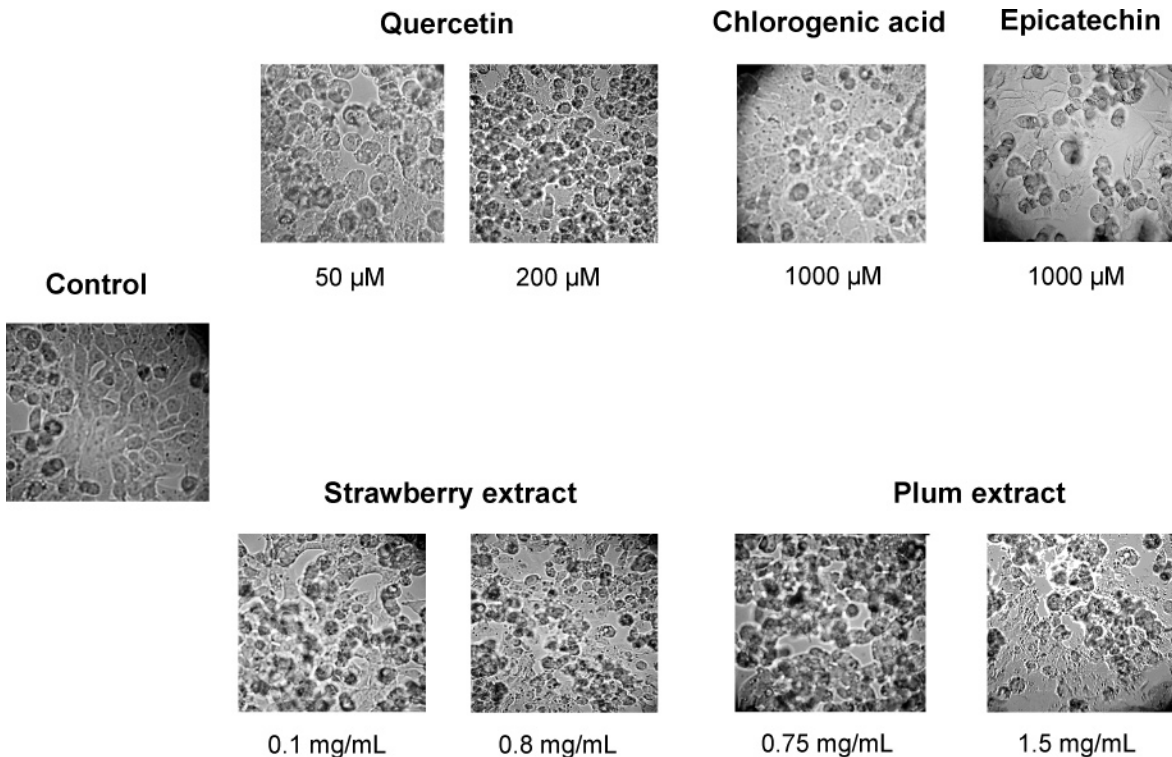 Quercetin
Chlorogenic acid
Epicatechin
50 µM
200 µM
1000 µM
1000 µM
Control
Strawberry extract
Plum extract
0.1 mg/mL
0.8 mg/mL
0.75 mg/mL
1.5 mg/mL